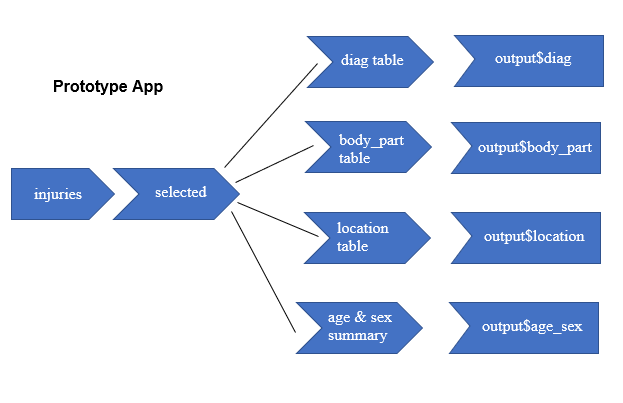 Prototype App
injuries
selected
diag table
output$diag
body_part
table
output$body_part
location
table
output$location
age & sex
summary
output$age_sex